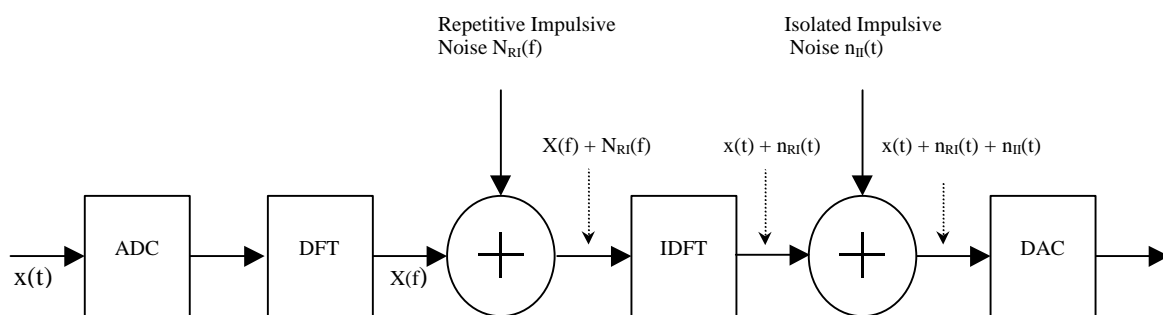 Repetitive Impulsive
Noise N_RI(f)
Isolated Impulsive
Noise n_II(t)
X(f) + N_RI(f)
x(t) + n_RI(t)
x(t) + n_RI(t) + n_II(t)
ADC
DFT
IDFT
DAC
x(t)
X(f)